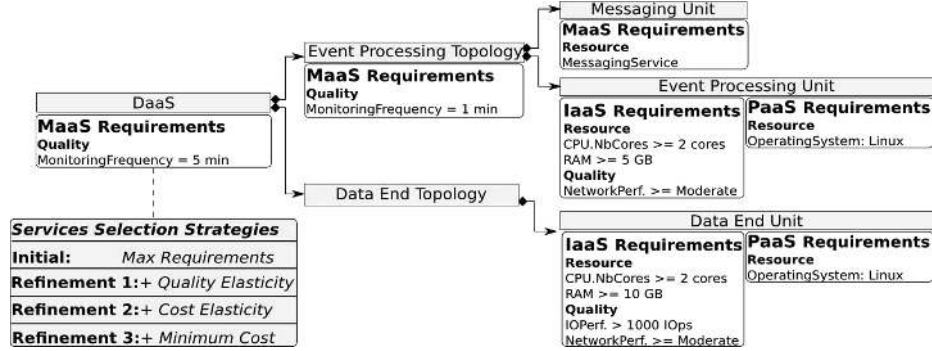 Messaging Unit
MaaS Requirements
Resource
MessagingService
Event Processing Topology
MaaS Requirements
Quality
MonitoringFrequency = 1 min
Event Processing Unit
IaaS Requirements
Resource
CPU.NbCores >= 2 cores
RAM >= 5 GB
Quality
NetworkPerf. >= Moderate
PaaS Requirements
Resource
OperatingSystem: Linux
DaaS
MaaS Requirements
Quality
MonitoringFrequency = 5 min
Data End Topology
Data End Unit
IaaS Requirements
Resource
CPU.NbCores >= 2 cores
RAM >= 10 GB
Quality
IOPerf. > 1000 IOps
NetworkPerf. >= Moderate
PaaS Requirements
Resource
OperatingSystem: Linux
Services Selection Strategies
Initial: Max Requirements
Refinement 1:+ Quality Elasticity
Refinement 2:+ Cost Elasticity
Refinement 3:+ Minimum Cost